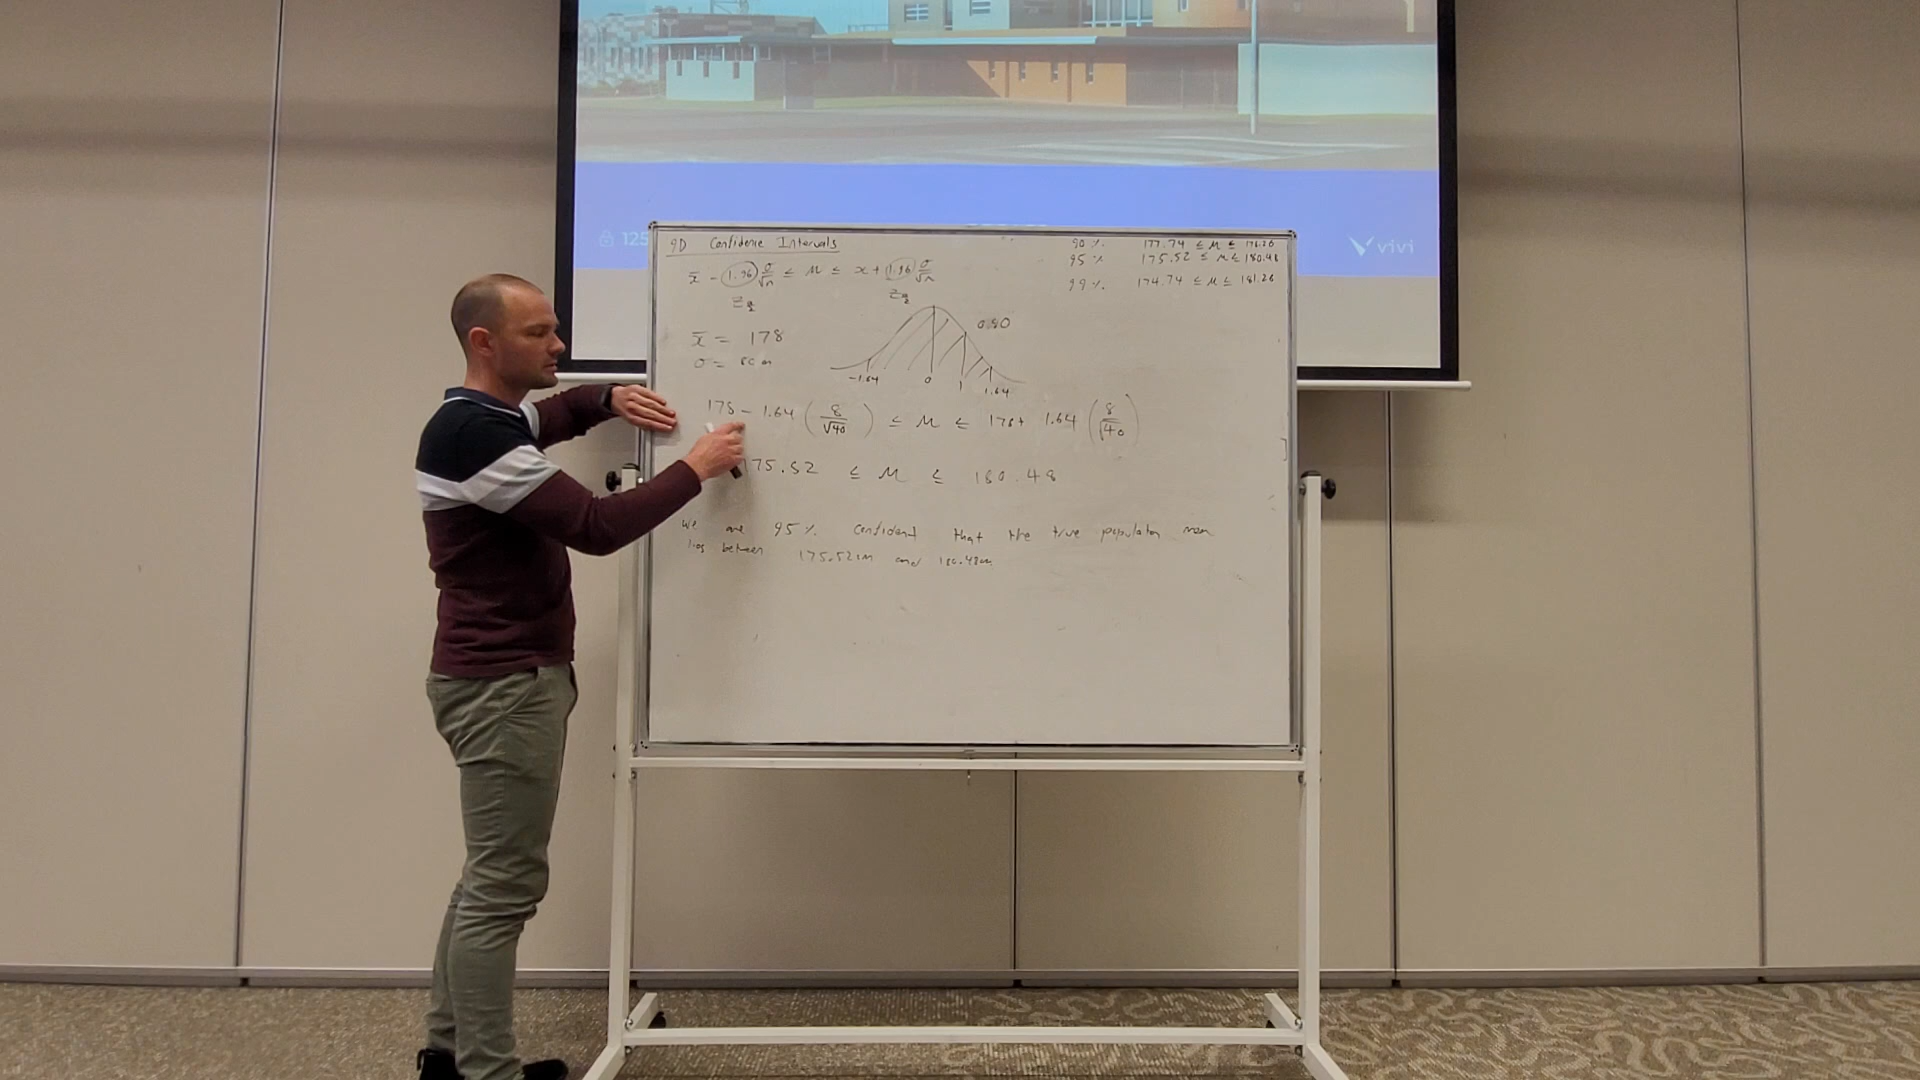 125
vivi
9D Confidence Intervals
x̄ - 1.96 σ/√n ≤ μ ≤ x + 1.96 σ/√n
90% 177.74 ≤ μ ≤ 178.26
95% 175.52 ≤ μ ≤ 180.48
99% 174.74 ≤ μ ≤ 181.26
x̄ = 178
σ = 8cm
-1.64 0 1 1.64
178 - 1.64 (8/√40) ≤ μ ≤ 178 + 1.64 (8/√40)
175.52 ≤ μ ≤ 180.48
We are 95% confident that the true population mean
lies between 175.52cm and 180.48cm